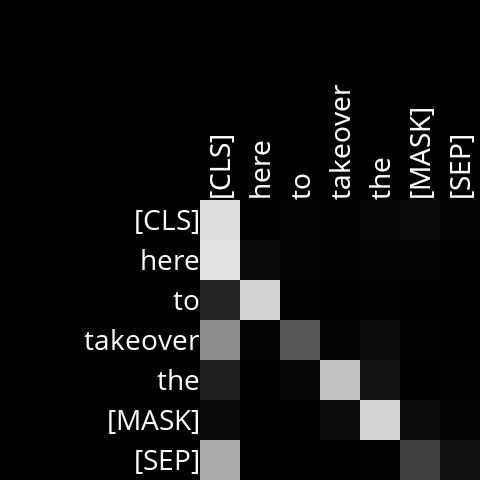 [CLS]
here
to
takeover
the
[MASK]
[SEP]
[CLS]
here
to
takeover
the
[MASK]
[SEP]